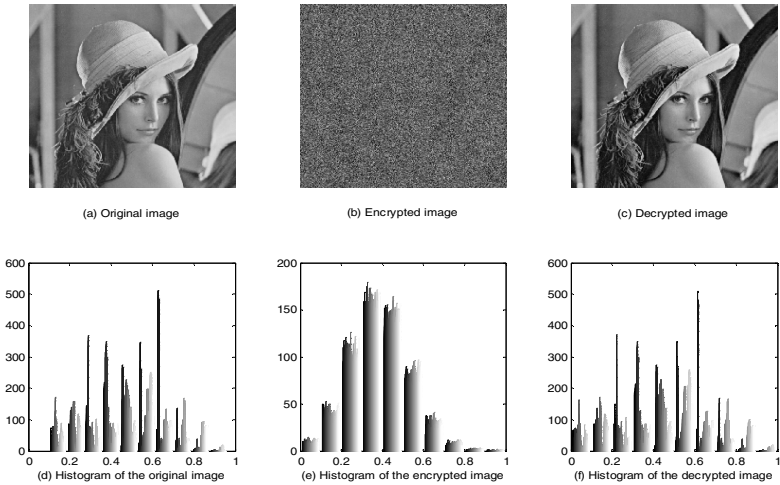 (a) Original image
(b) Encrypted image
(c) Decrypted image
600
500
400
300
200
100
0
0 0.2 0.4 0.6 0.8 1
(d) Histogram of the original image
200
150
100
50
0
0 0.2 0.4 0.6 0.8 1
(e) Histogram of the encrypted image
600
500
400
300
200
100
0
0 0.2 0.4 0.6 0.8 1
(f) Histogram of the decrypted image